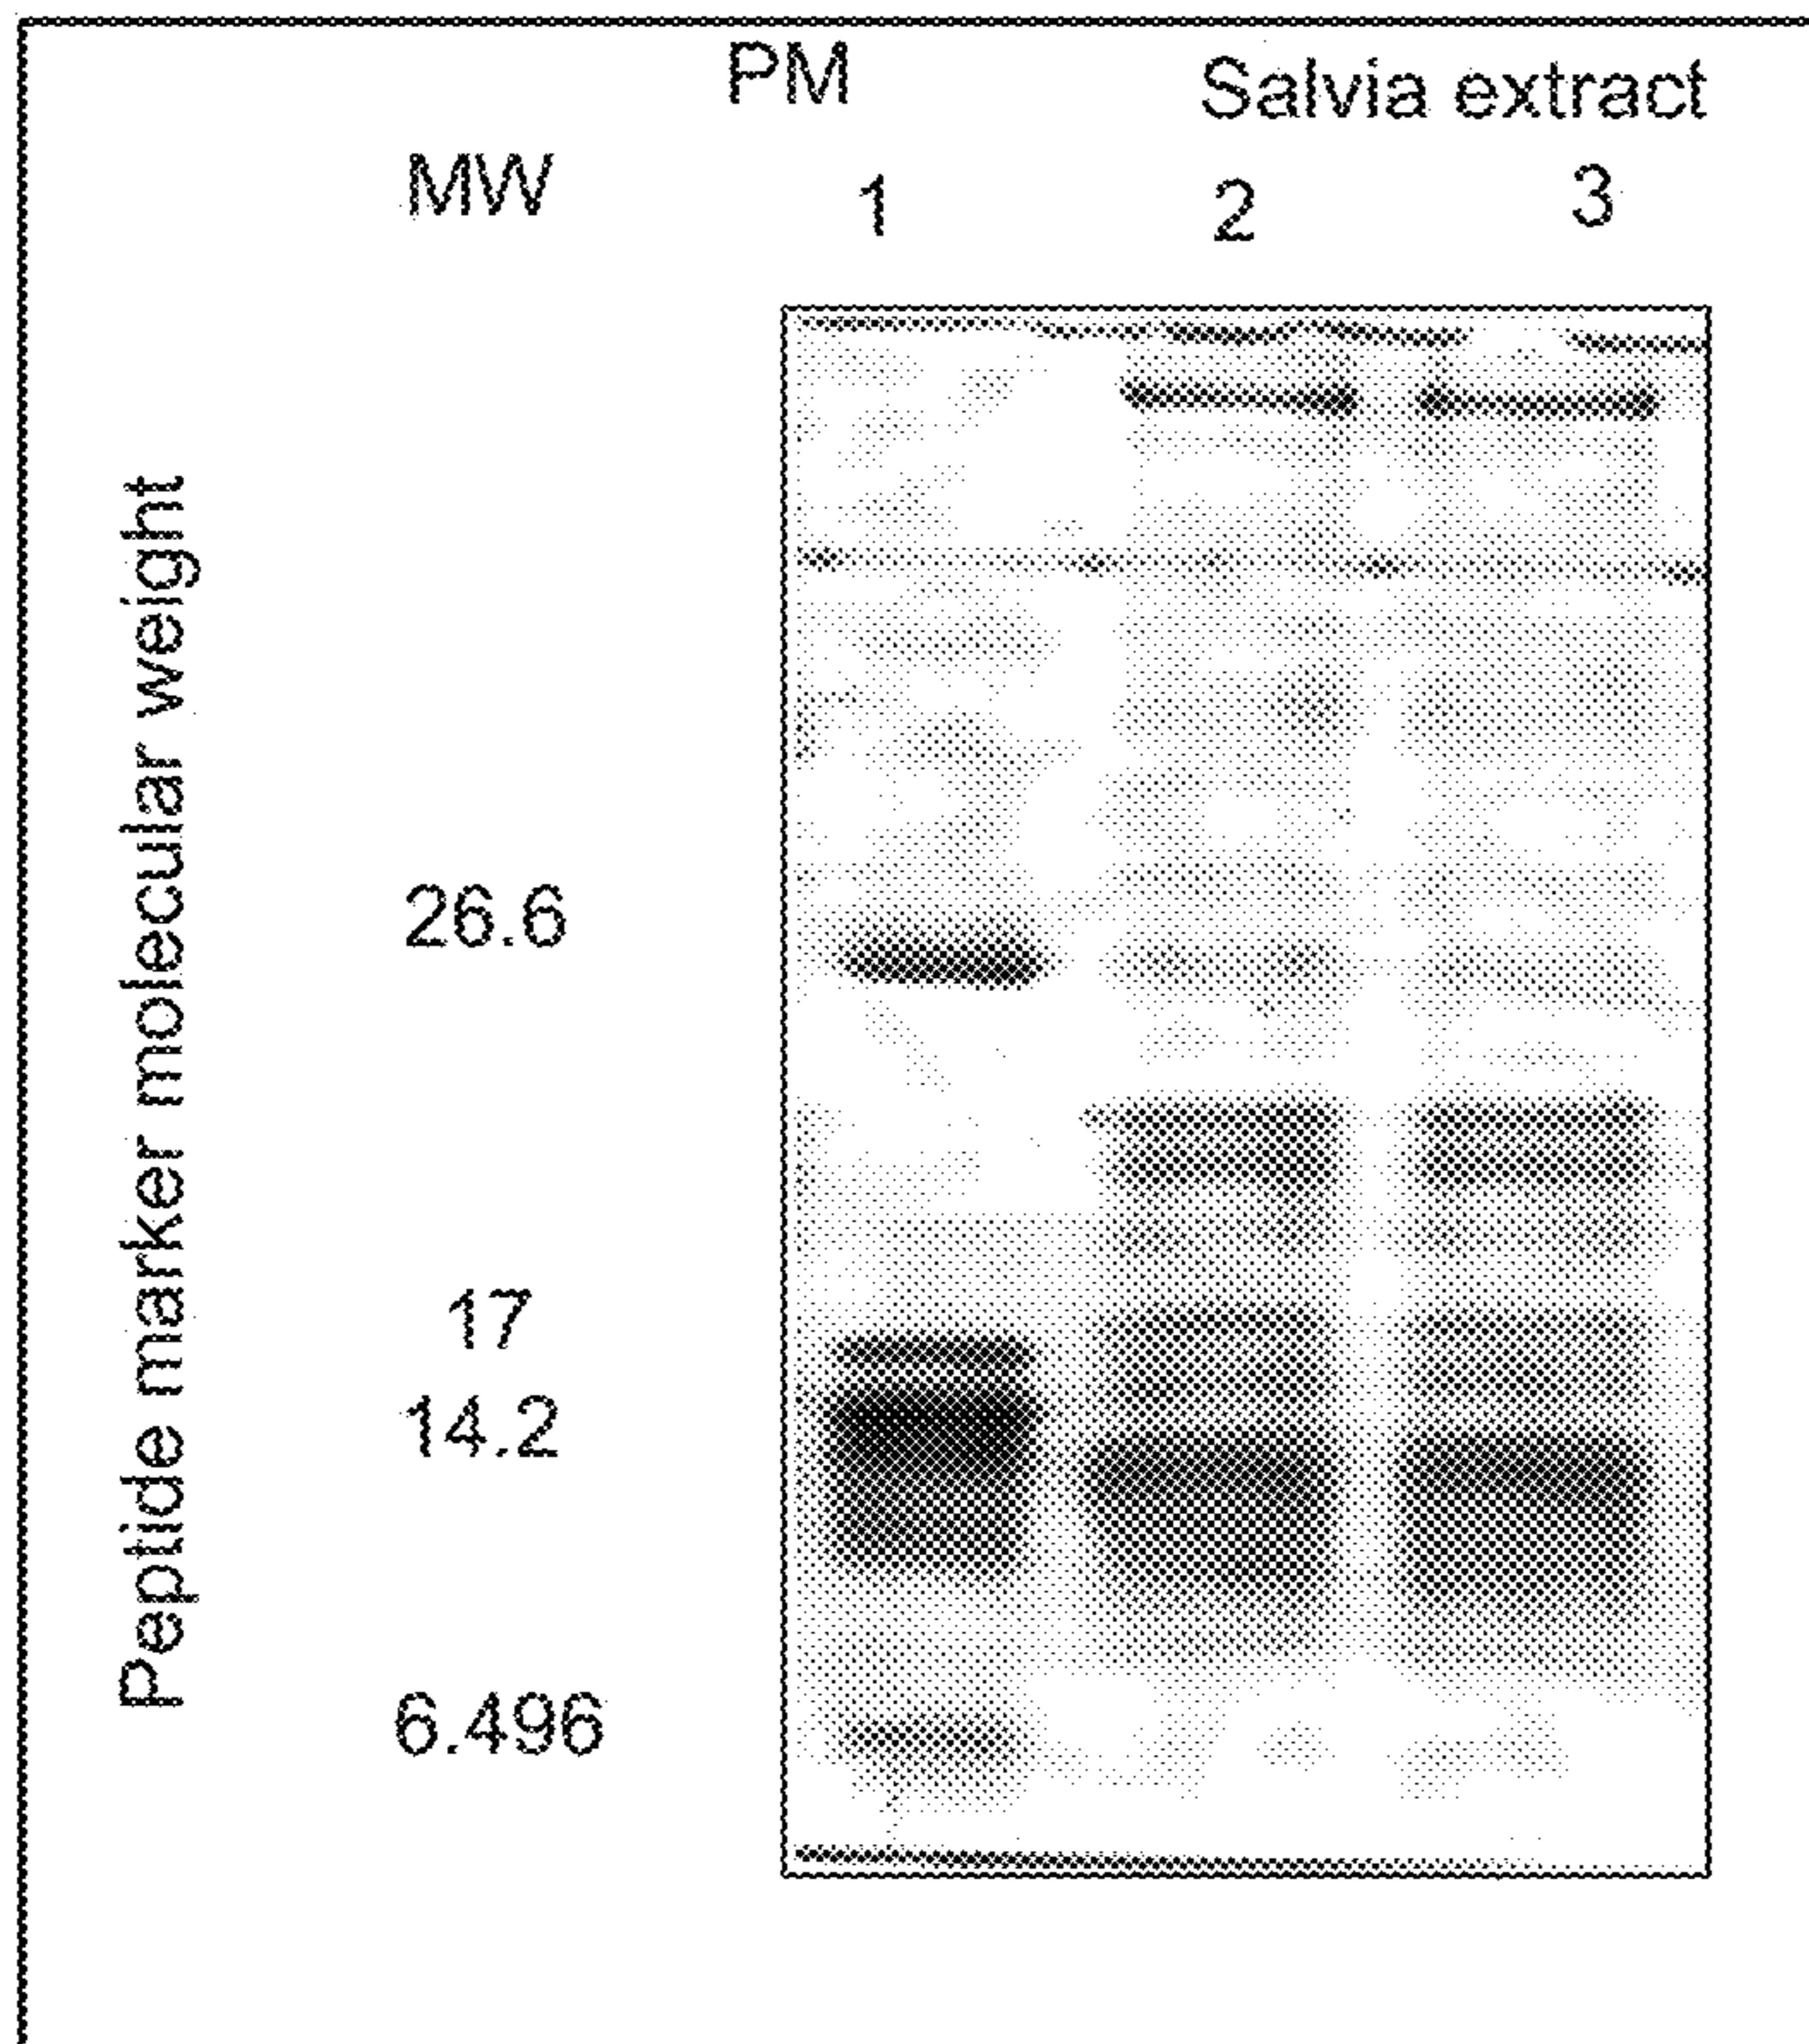 PM Salvia extract
MW 1 2 3
Peptide marker molecular weight
26.6
17
14.2
6.496